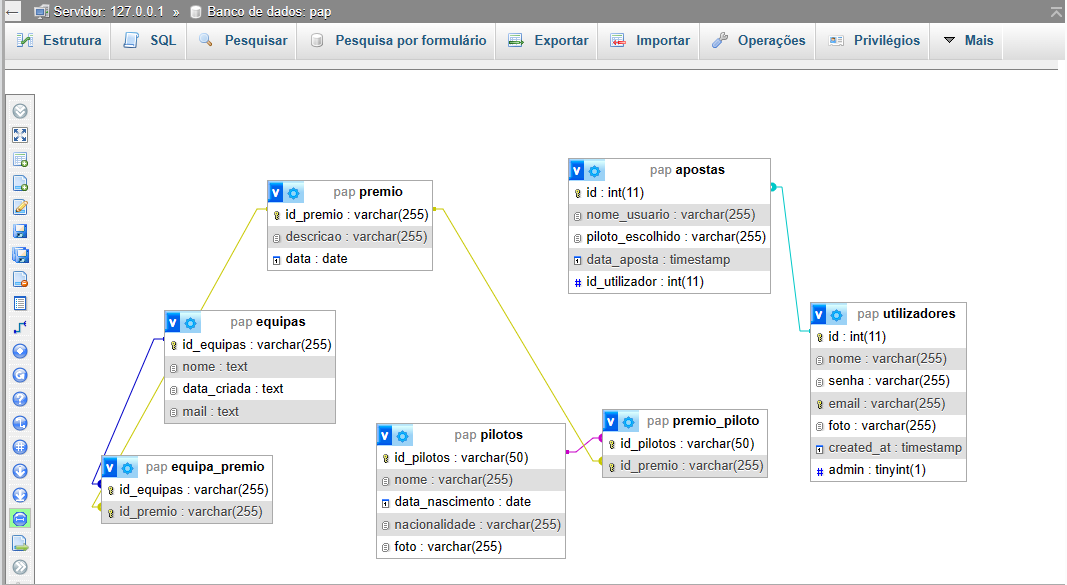 Servidor: 127.0.0.1 » Banco de dados: pap
Estrutura SQL Pesquisar Pesquisa por formulário Exportar Importar Operações Privilégios Mais
pap premio
id_premio : varchar(255)
descricao : varchar(255)
data : date
pap apostas
id : int(11)
nome_usuario : varchar(255)
piloto_escolhido : varchar(255)
data_aposta : timestamp
id_utilizador : int(11)
pap equipas
id_equipas : varchar(255)
nome : text
data_criada : text
mail : text
pap utilizadores
id : int(11)
nome : varchar(255)
senha : varchar(255)
email : varchar(255)
foto : varchar(255)
created_at : timestamp
admin : tinyint(1)
pap equipa_premio
id_equipas : varchar(255)
id_premio : varchar(255)
pap pilotos
id_pilotos : varchar(50)
nome : varchar(255)
data_nascimento : date
nacionalidade : varchar(255)
foto : varchar(255)
pap premio_piloto
id_pilotos : varchar(50)
id_premio : varchar(255)